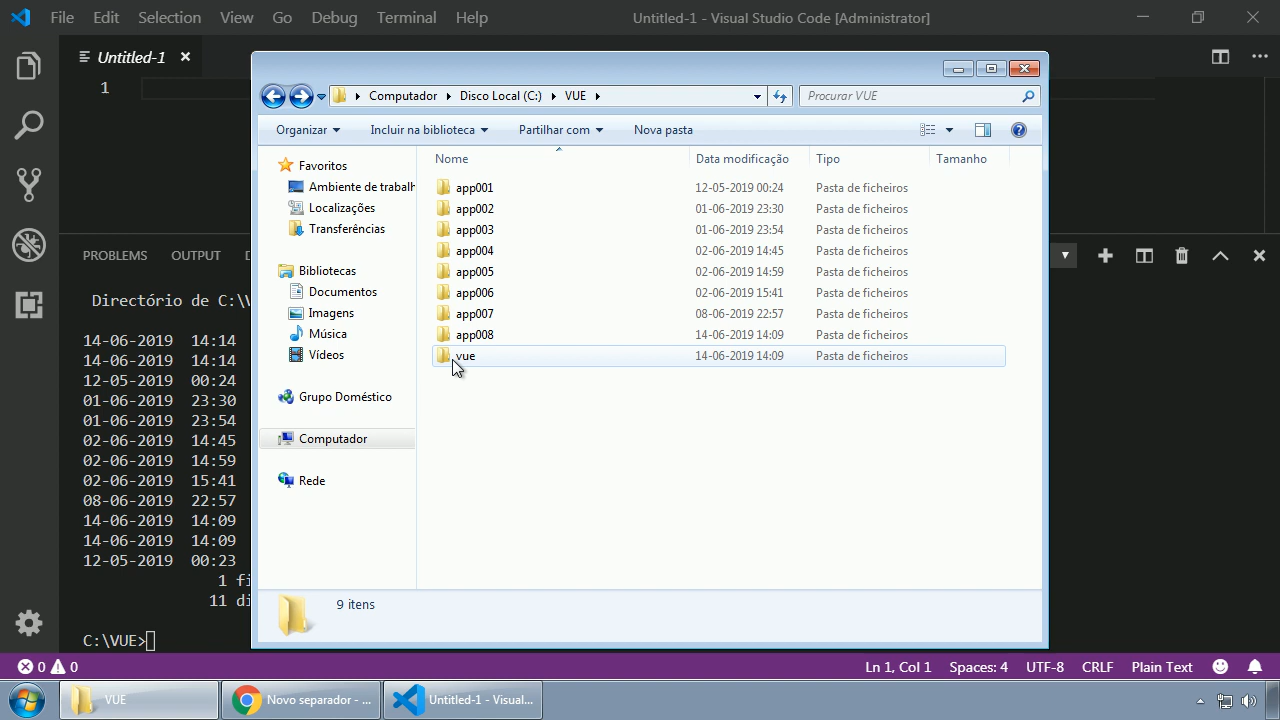 File Edit Selection View Go Debug Terminal Help Untitled-1 - Visual Studio Code [Administrator]
Untitled-1
1
Computador Disco Local (C:) VUE Procurar VUE
Organizar Incluir na biblioteca Partilhar com Nova pasta
Nome Data modificação Tipo Tamanho
Favoritos
Ambiente de trabalh
Localizações
Transferências
Bibliotecas
Documentos
Imagens
Música
Vídeos
Grupo Doméstico
Computador
Rede
app001 12-05-2019 00:24 Pasta de ficheiros
app002 01-06-2019 23:30 Pasta de ficheiros
app003 01-06-2019 23:54 Pasta de ficheiros
app004 02-06-2019 14:45 Pasta de ficheiros
app005 02-06-2019 14:59 Pasta de ficheiros
app006 02-06-2019 15:41 Pasta de ficheiros
app007 08-06-2019 22:57 Pasta de ficheiros
app008 14-06-2019 14:09 Pasta de ficheiros
vue 14-06-2019 14:09 Pasta de ficheiros
9 itens
PROBLEMS OUTPUT
Directório de C:\
14-06-2019 14:14
14-06-2019 14:14
12-05-2019 00:24
01-06-2019 23:30
01-06-2019 23:54
02-06-2019 14:45
02-06-2019 14:59
02-06-2019 15:41
08-06-2019 22:57
14-06-2019 14:09
14-06-2019 14:09
12-05-2019 00:23
1 fi
11 di
C:\VUE>
0 0 Ln 1, Col 1 Spaces: 4 UTF-8 CRLF Plain Text
VUE Novo separador - ... Untitled-1 - Visual...